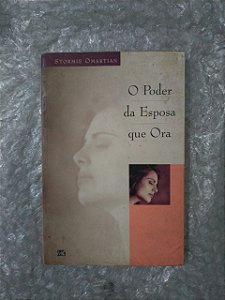 STORMIE OMARTIAN
O Poder
da Esposa
que Ora